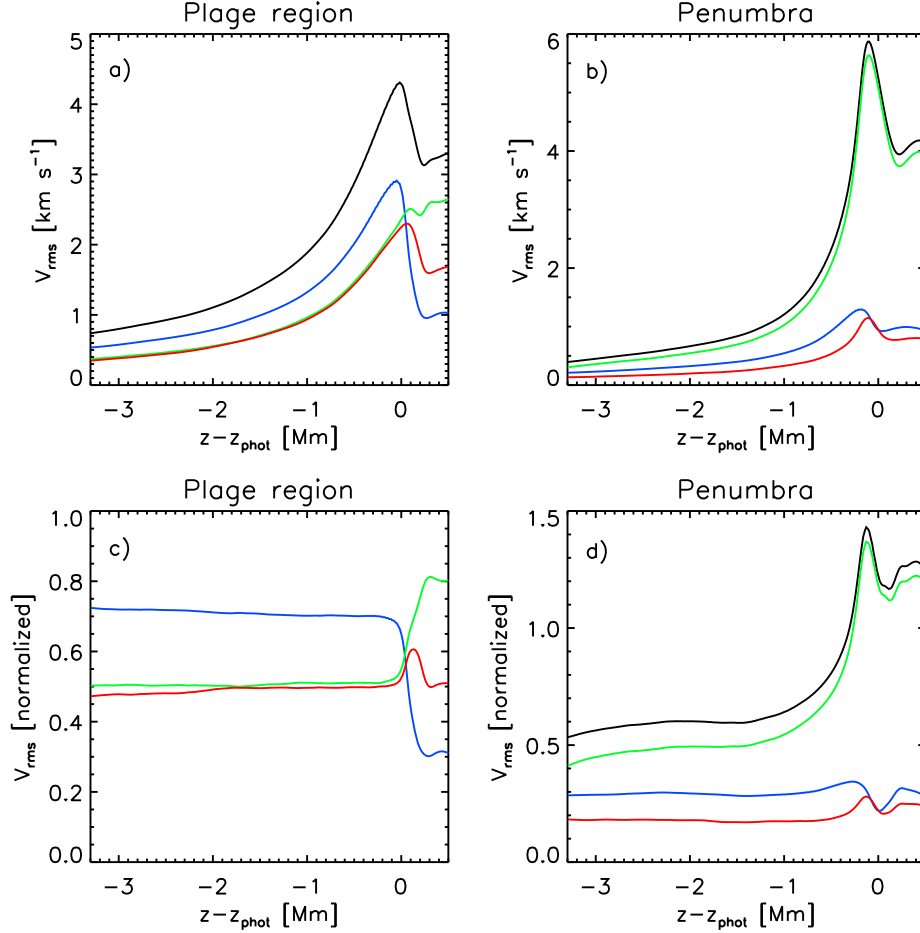 Plage region
Penumbra
a)
b)
5
4
3
2
1
0
V_rms [km s⁻¹]
−3
−2
−1
0
z−z_phot [Mm]
6
4
2
0
V_rms [km s⁻¹]
−3
−2
−1
0
z−z_phot [Mm]
Plage region
Penumbra
c)
d)
1.0
0.8
0.6
0.4
0.2
0.0
V_rms [normalized]
−3
−2
−1
0
z−z_phot [Mm]
1.5
1.0
0.5
0.0
V_rms [normalized]
−3
−2
−1
0
z−z_phot [Mm]